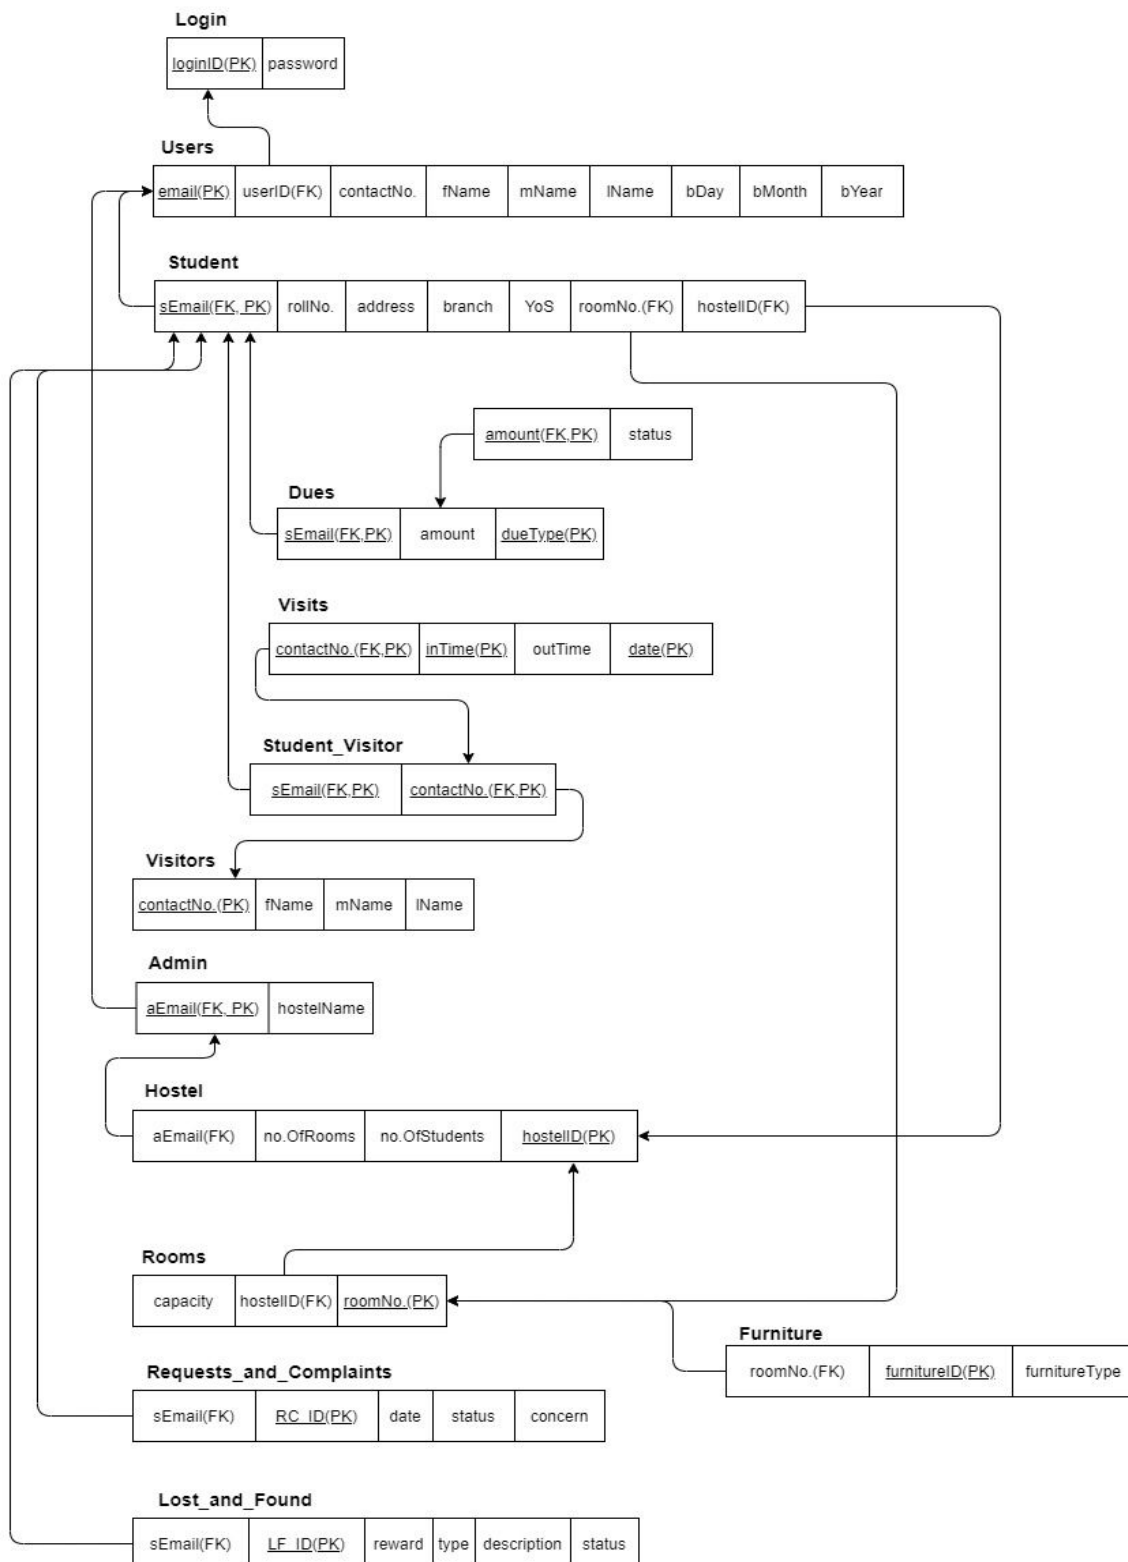 Login
loginID(PK) password
Users
email(PK) userID(FK) contactNo. fName mName lName bDay bMonth bYear
Student
sEmail(FK, PK) rollNo. address branch YoS roomNo.(FK) hostelID(FK)
amount(FK,PK) status
Dues
sEmail(FK,PK) amount dueType(PK)
Visits
contactNo.(FK,PK) inTime(PK) outTime date(PK)
Student_Visitor
sEmail(FK,PK) contactNo.(FK,PK)
Visitors
contactNo.(PK) fName mName lName
Admin
aEmail(FK, PK) hostelName
Hostel
aEmail(FK) no.OfRooms no.OfStudents hostelID(PK)
Rooms
capacity hostelID(FK) roomNo.(PK)
Furniture
roomNo.(FK) furnitureID(PK) furnitureType
Requests_and_Complaints
sEmail(FK) RC_ID(PK) date status concern
Lost_and_Found
sEmail(FK) LF_ID(PK) reward type description status